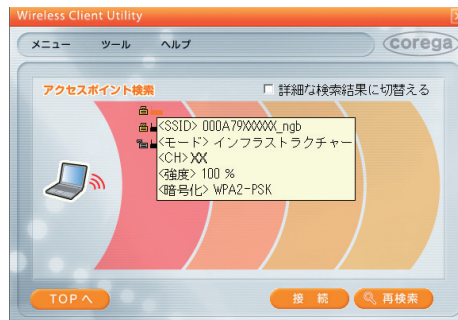 Wireless Client Utility
メニュー ツール ヘルプ corega
アクセスポイント検索 詳細な検索結果に切替える
<SSID> 000A79XXXXXX_ngb
<モード> インフラストラクチャー
<CH> XX
<強度> 100 %
<暗号化> WPA2-PSK
TOPへ 接 続 再検索